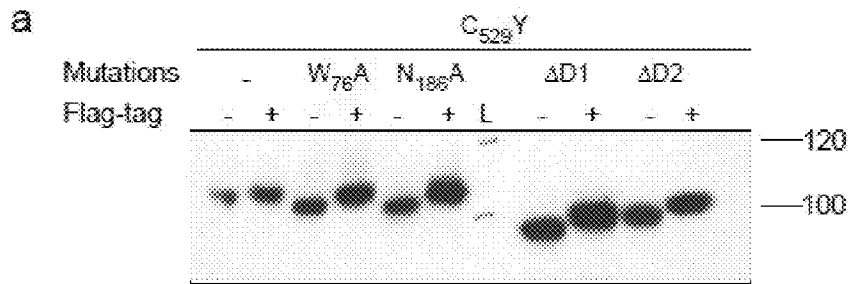 a
C529Y
Mutations - W76A N186A ΔD1 ΔD2
Flag-tag - + - + - + L - + - +
120
100